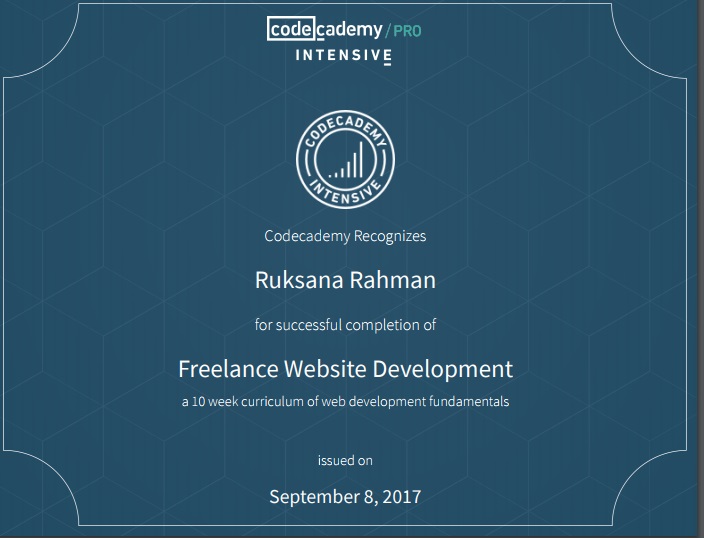 codecademy/PRO
INTENSIVE
CODECADEMY
INTENSIVE
Codecademy Recognizes
Ruksana Rahman
for successful completion of
Freelance Website Development
a 10 week curriculum of web development fundamentals
issued on
September 8, 2017